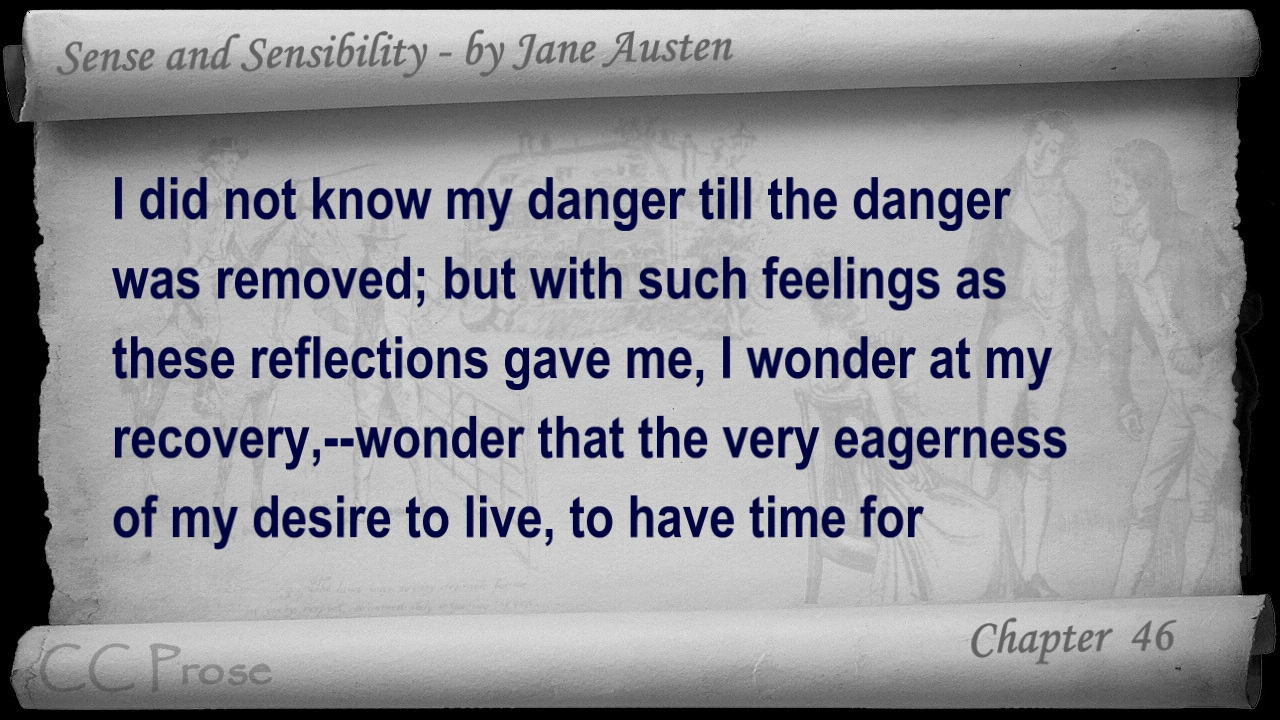 Sense and Sensibility - by Jane Austen
I did not know my danger till the danger
was removed; but with such feelings as
these reflections gave me, I wonder at my
recovery,--wonder that the very eagerness
of my desire to live, to have time for
Chapter 46
CC Prose